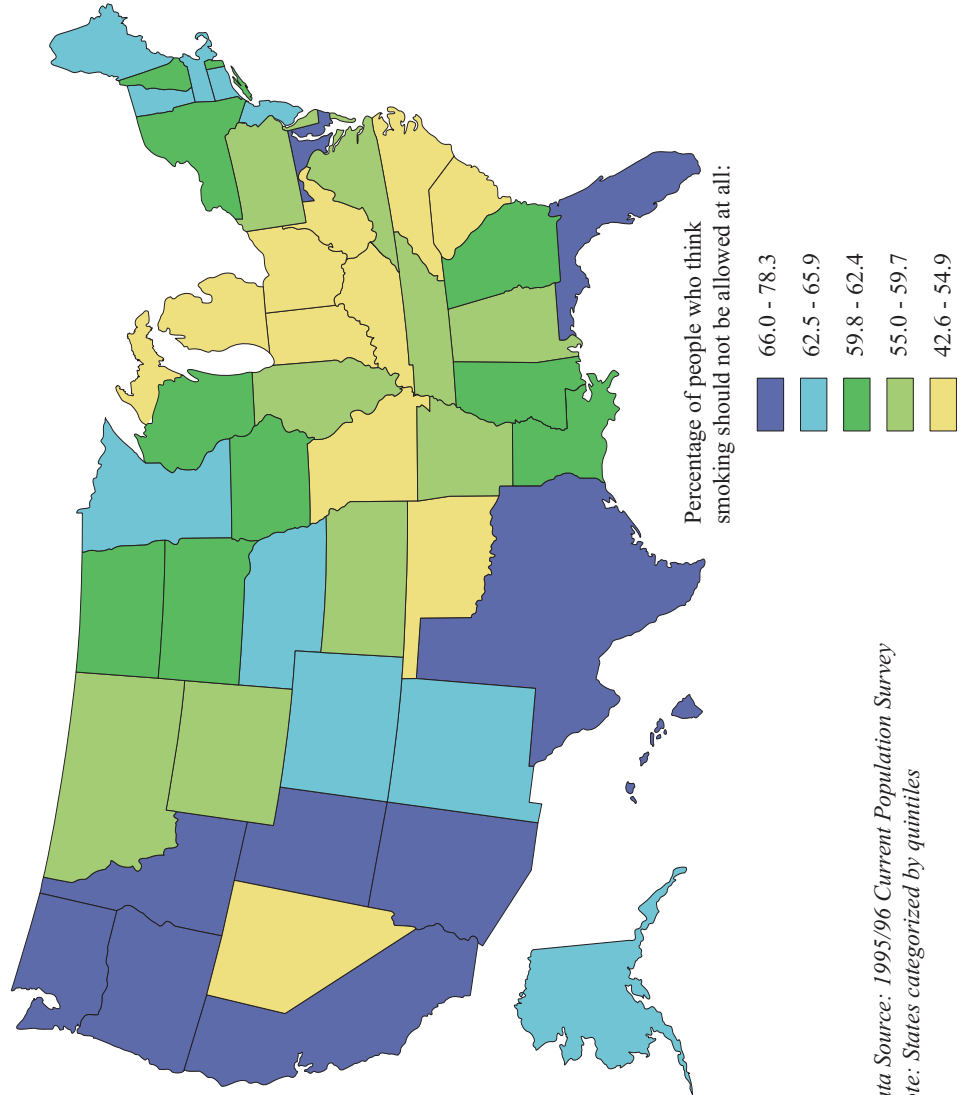 Percentage of people who think
smoking should not be allowed at all:
66.0 - 78.3
62.5 - 65.9
59.8 - 62.4
55.0 - 59.7
42.6 - 54.9
ata Source: 1995/96 Current Population Survey
te: States categorized by quintiles